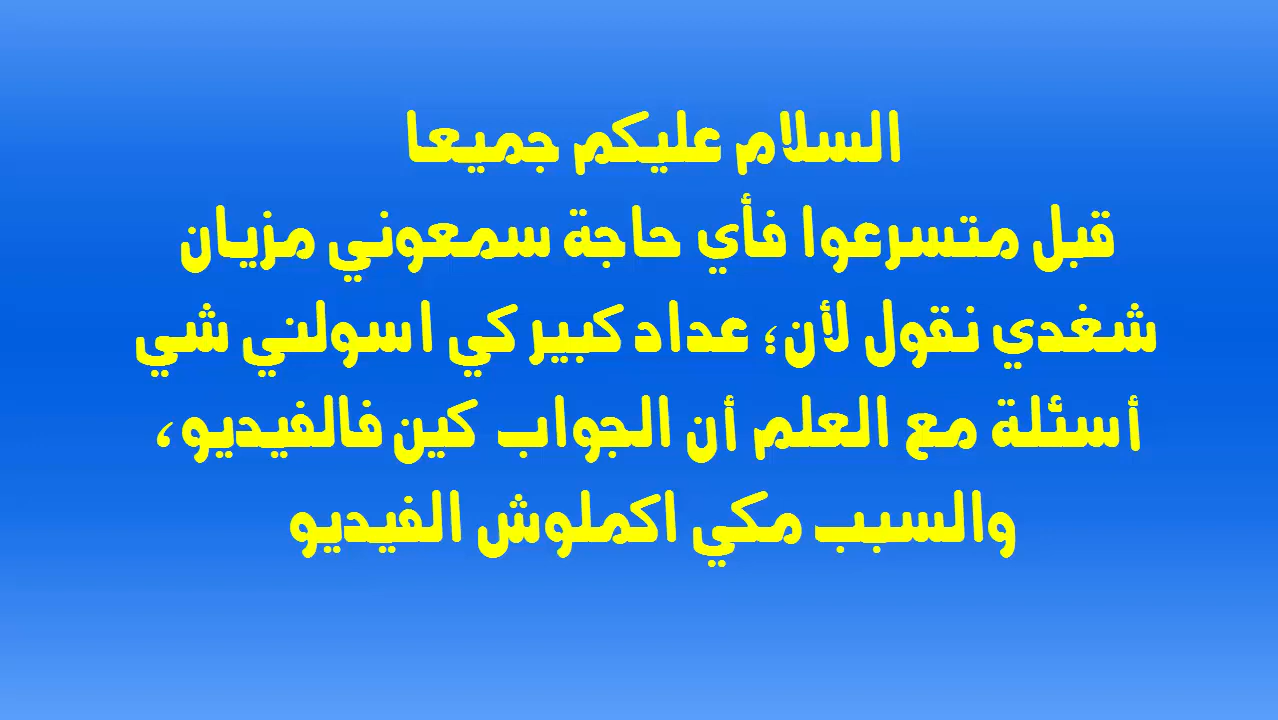 السلام عليكم جميعا
قبل متسرعوا فأي حاجة سمعوني مزيان
شغدي نقول لأن؛ عداد كبير كي اسولني شي
أسئلة مع العلم أن الجواب كين فالفيديو،
والسبب مكي اكملوش الفيديو